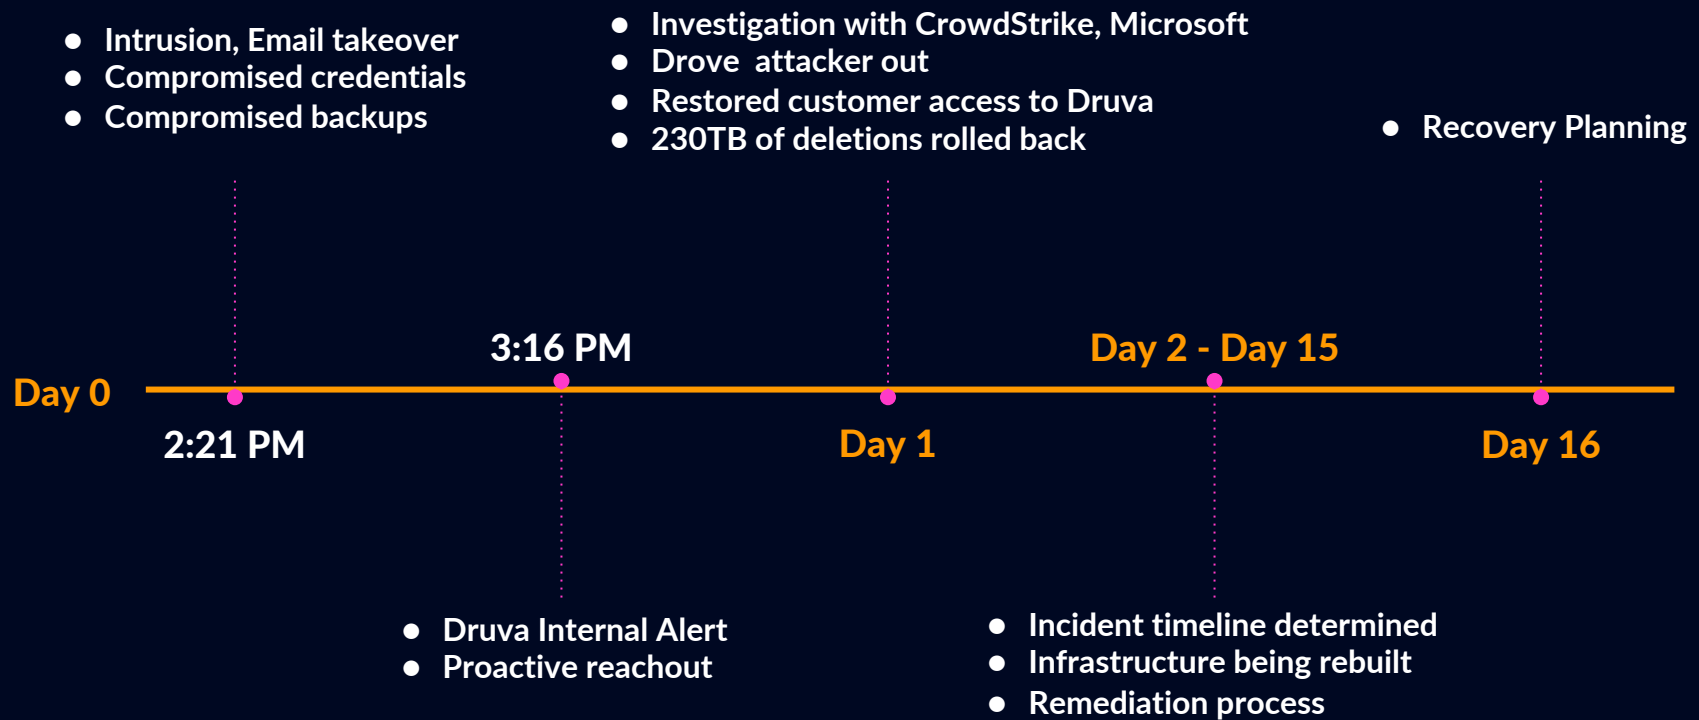 ● Intrusion, Email takeover
● Compromised credentials
● Compromised backups
● Investigation with CrowdStrike, Microsoft
● Drove  attacker out
● Restored customer access to Druva
● 230TB of deletions rolled back
● Recovery Planning
3:16 PM
Day 2 - Day 15
Day 0
2:21 PM
Day 1
Day 16
● Druva Internal Alert
● Proactive reachout
● Incident timeline determined
● Infrastructure being rebuilt
● Remediation process